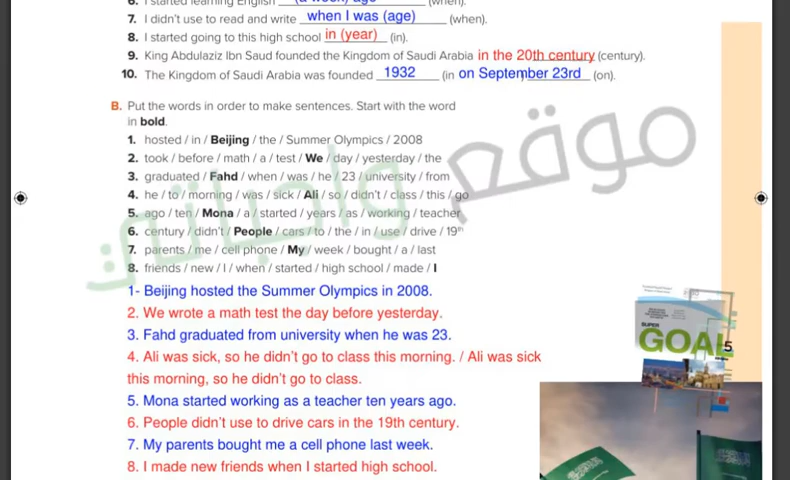 6. I started learning English (a week) ago (when).
7. I didn't use to read and write when I was (age) (when).
8. I started going to this high school in (year) (in).
9. King Abdulaziz Ibn Saud founded the Kingdom of Saudi Arabia in the 20th century (century).
10. The Kingdom of Saudi Arabia was founded 1932 (in on September 23rd (on).
B. Put the words in order to make sentences. Start with the word
in bold.
1. hosted / in / Beijing / the / Summer Olympics / 2008
2. took / before / math / a / test / We / day / yesterday / the
3. graduated / Fahd / when / was / he / 23 / university / from
4. he / to / morning / was / sick / Ali / so / didn't / class / this / go
5. ago / ten / Mona / a / started / years / as / working / teacher
6. century / didn't / People / cars / to / the / in / use / drive / 19th
7. parents / me / cell phone / My / week / bought / a / last
8. friends / new / I / when / started / high school / made / I
موقع
واجباتك
1- Beijing hosted the Summer Olympics in 2008.
2. We wrote a math test the day before yesterday.
3. Fahd graduated from university when he was 23.
4. Ali was sick, so he didn't go to class this morning. / Ali was sick
this morning, so he didn't go to class.
5. Mona started working as a teacher ten years ago.
6. People didn't use to drive cars in the 19th century.
7. My parents bought me a cell phone last week.
8. I made new friends when I started high school.
SUPER
GOAL 5